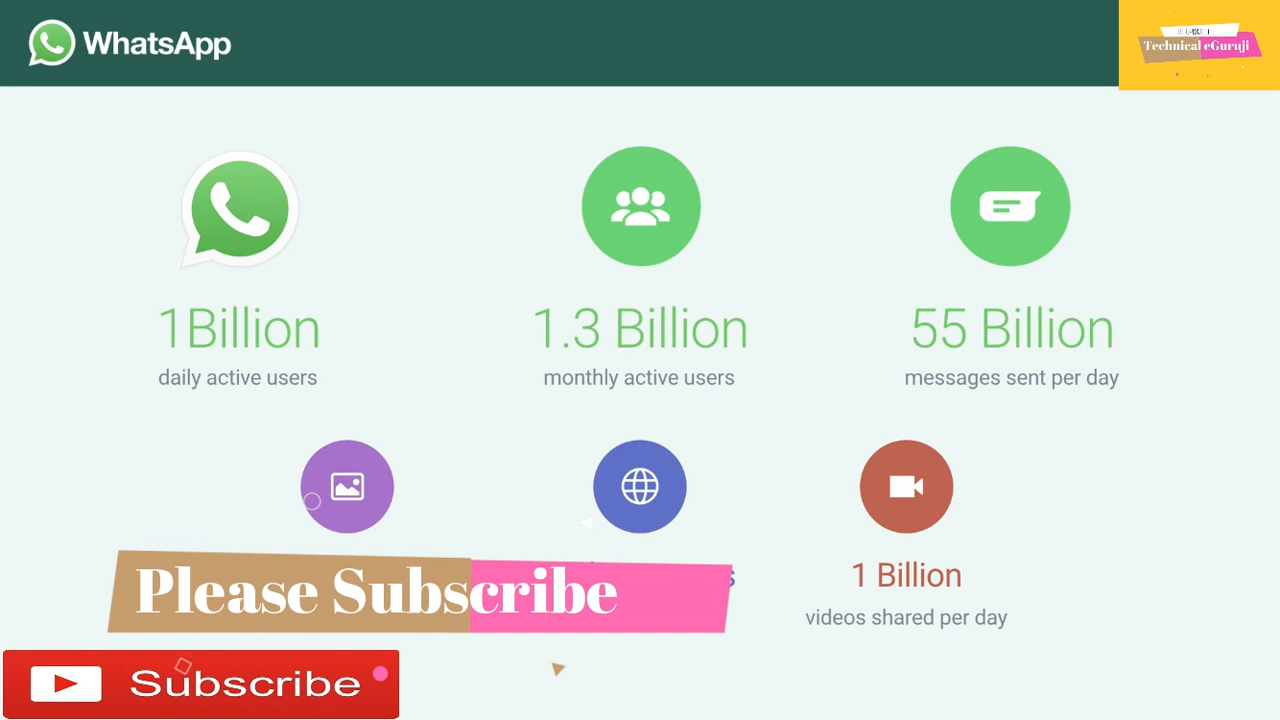 WhatsApp
Technical eGuruji
1Billion
1.3 Billion
55 Billion
daily active users
monthly active users
messages sent per day
Please Subscribe
1 Billion
videos shared per day
Subscribe